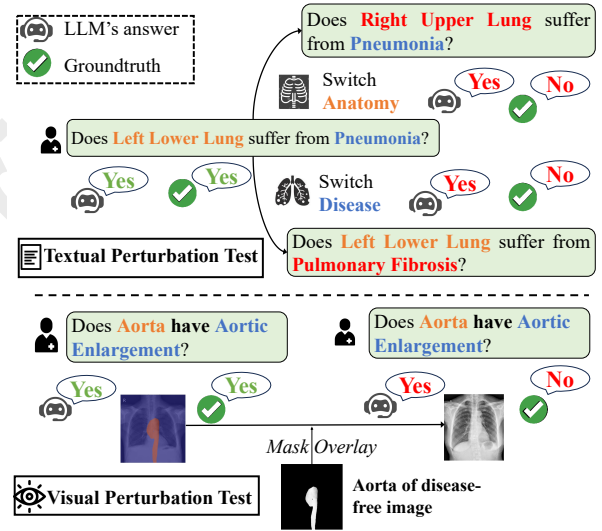 LLM's answer
Groundtruth
Does Right Upper Lung suffer
from Pneumonia?
Switch
Anatomy
Yes
No
Does Left Lower Lung suffer from Pneumonia?
Yes
Yes
Switch
Disease
Yes
No
Does Left Lower Lung suffer from
Pulmonary Fibrosis?
Textual Perturbation Test
Does Aorta have Aortic
Enlargement?
Does Aorta have Aortic
Enlargement?
Yes
Yes
Yes
No
Mask Overlay
Visual Perturbation Test
Aorta of disease-
free image